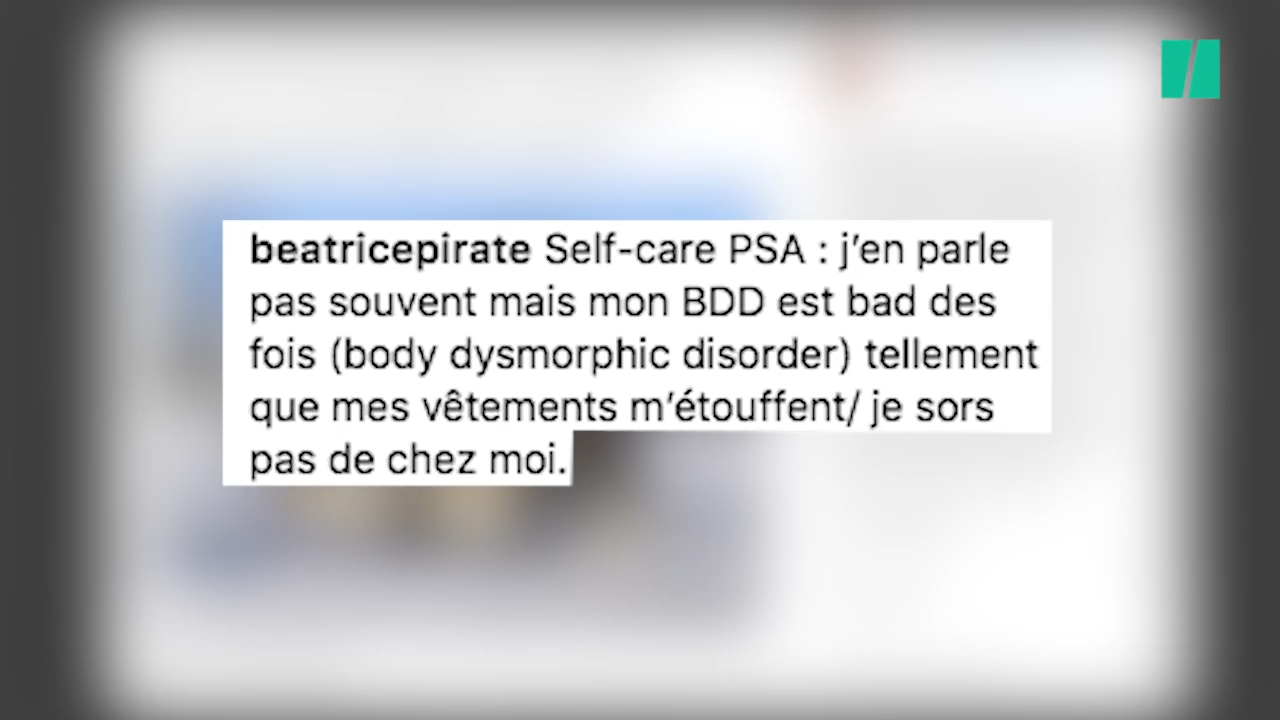 beatricepirate Self-care PSA : j’en parle
pas souvent mais mon BDD est bad des
fois (body dysmorphic disorder) tellement
que mes vêtements m’étouffent/ je sors
pas de chez moi.